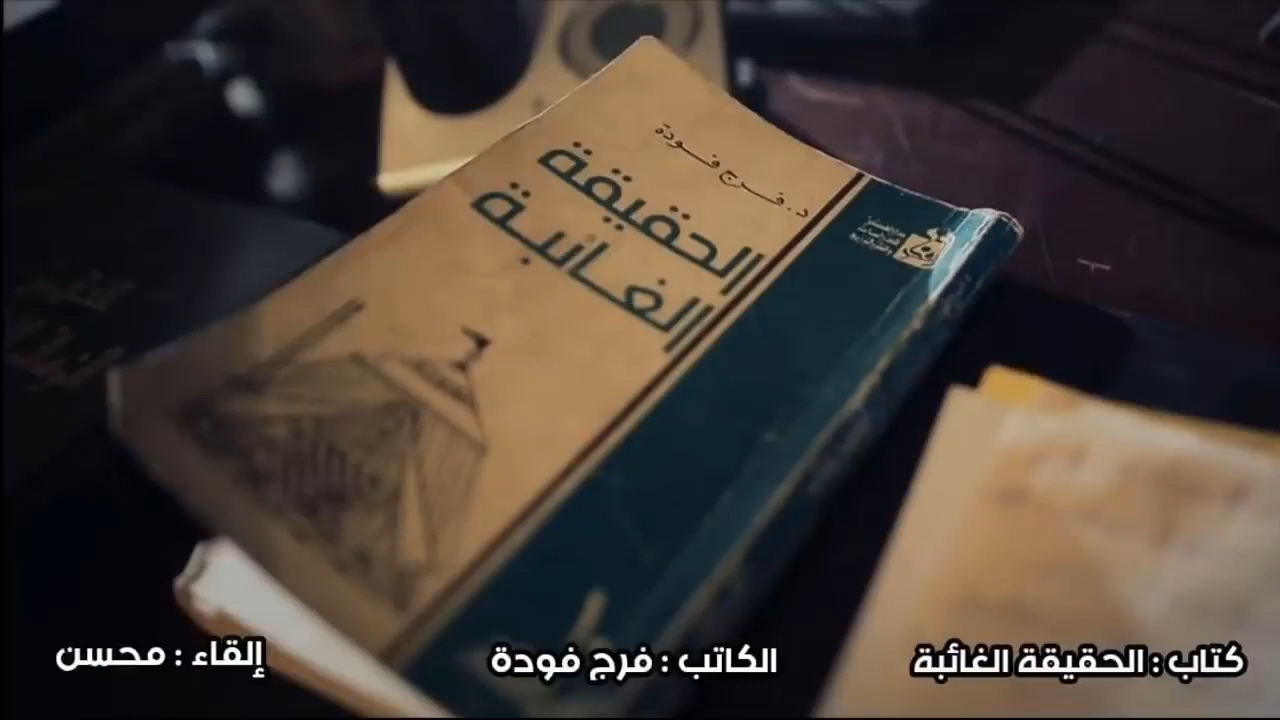 د. فرج فودة
الحقيقة
الغائبة
كتاب : الحقيقة الغائبة
الكاتب : فرج فودة
إلقاء : محسن